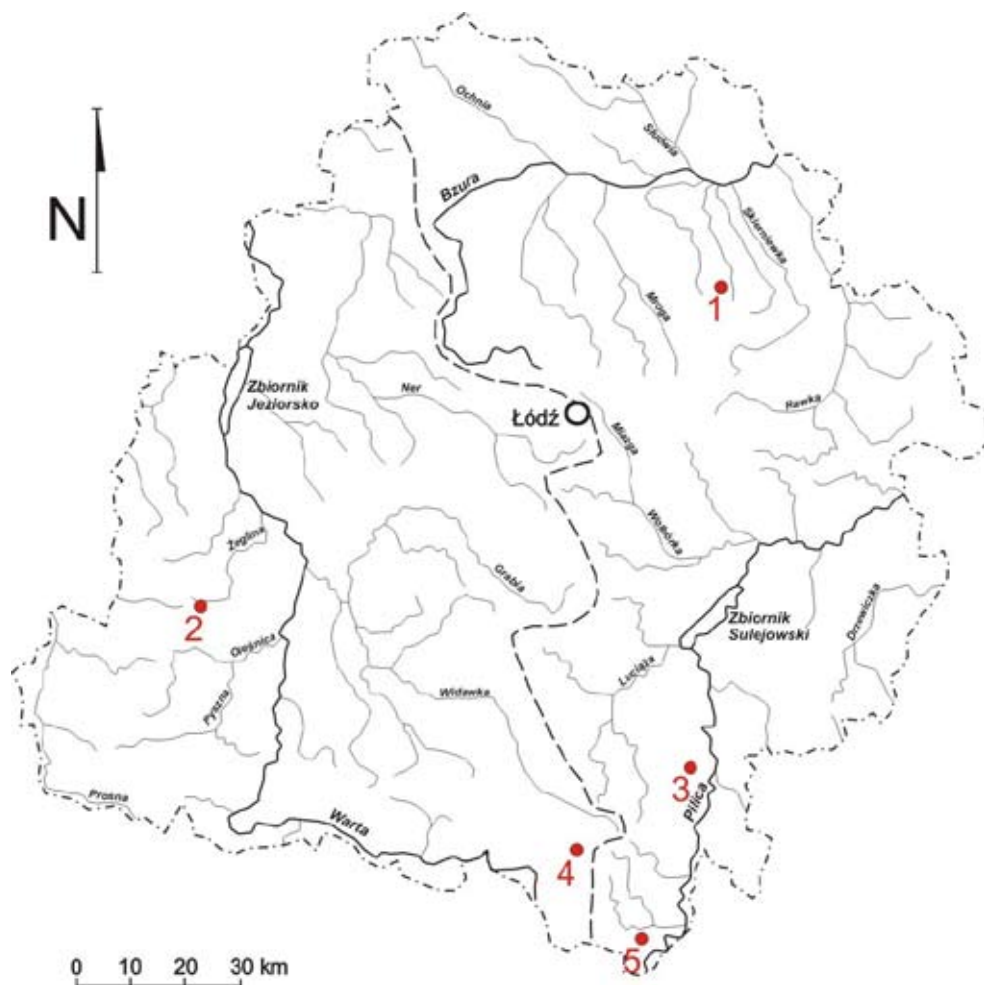 Ochnia
Słudwia
Bzura
N
Skierniewka
1
Mroga
Zbiornik
Jeziorsko
Ner
Łódź
Rawka
Miazga
Wolbórka
Żeglina
Grabia
2
Zbiornik
Sulejowski
Drzewiczka
Oleśnica
Luciąża
Pyszna
Widawka
3
Pilica
Prosna
Warta
4
5
0 10 20 30 km